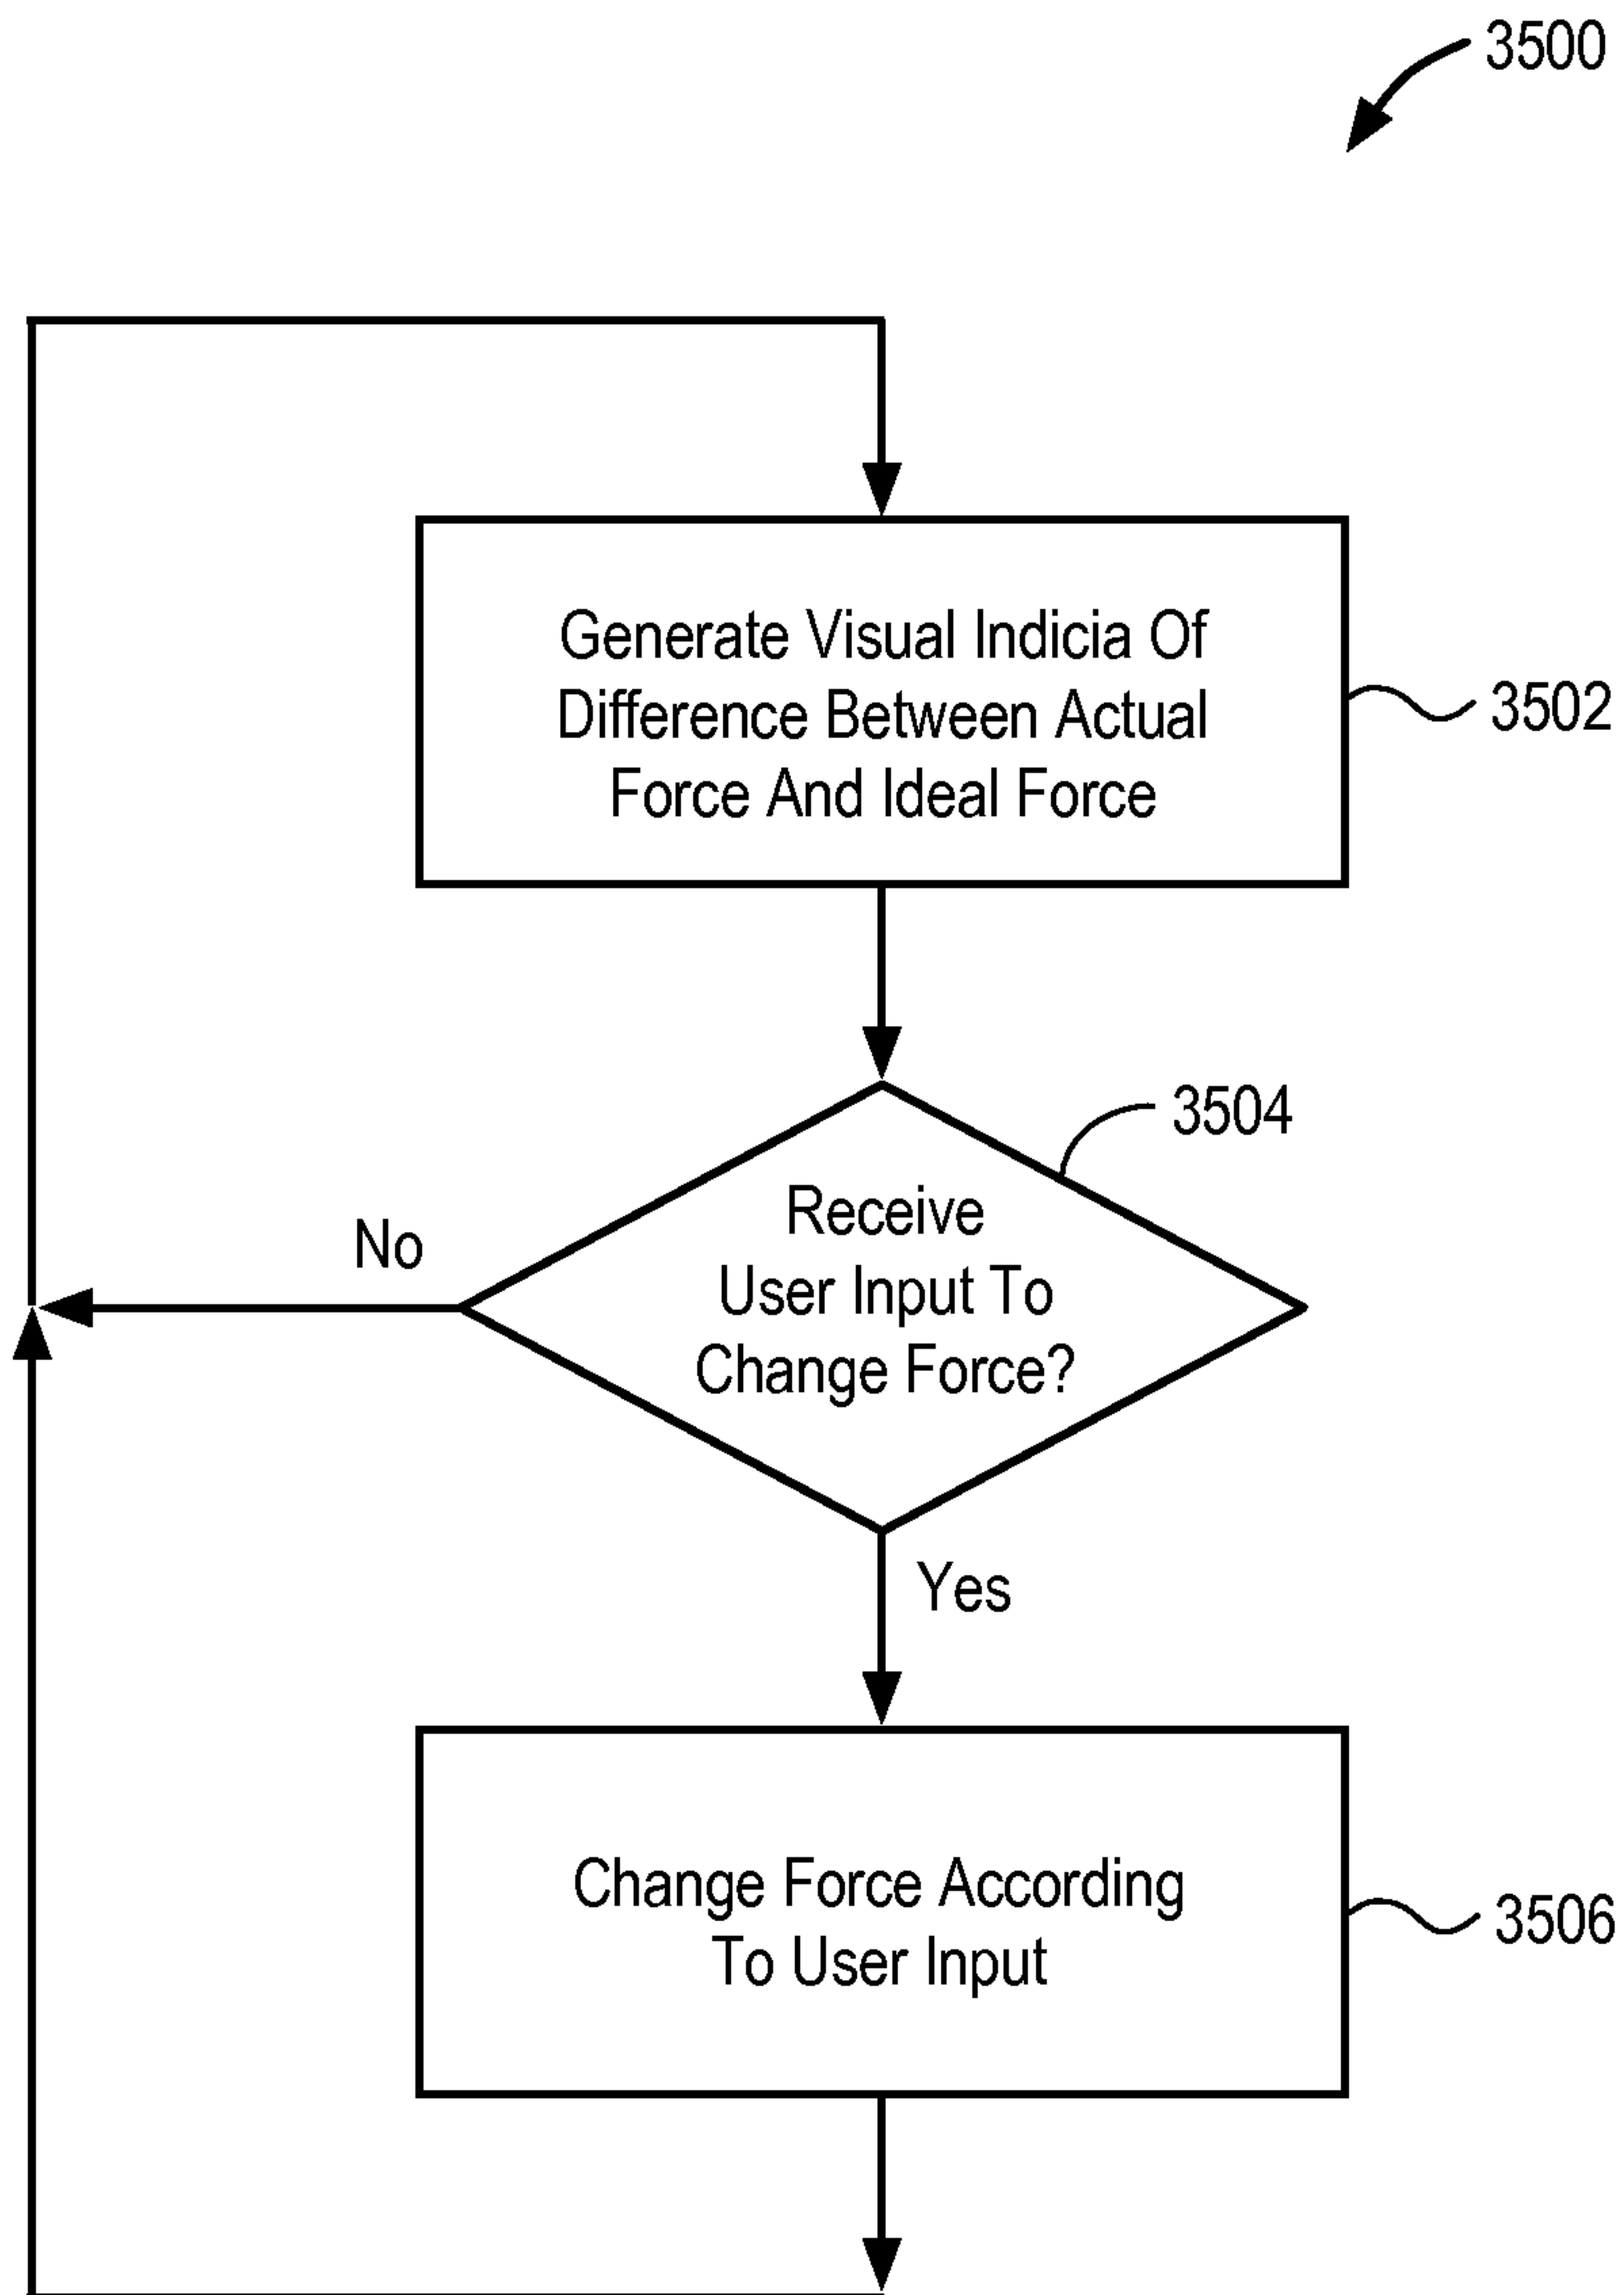 3500
Generate Visual Indicia Of
Difference Between Actual
Force And Ideal Force
3502
3504
Receive
User Input To
Change Force?
No
Yes
Change Force According
To User Input
3506